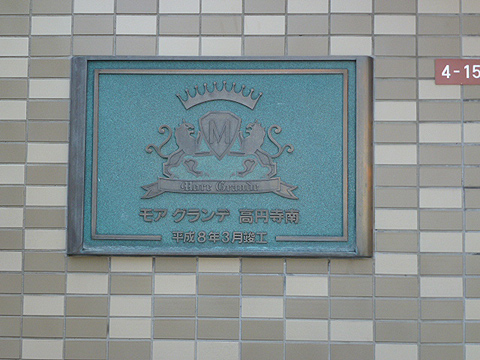 M
More Grande
モア グランデ 高円寺南
平成8年3月竣工
4-15